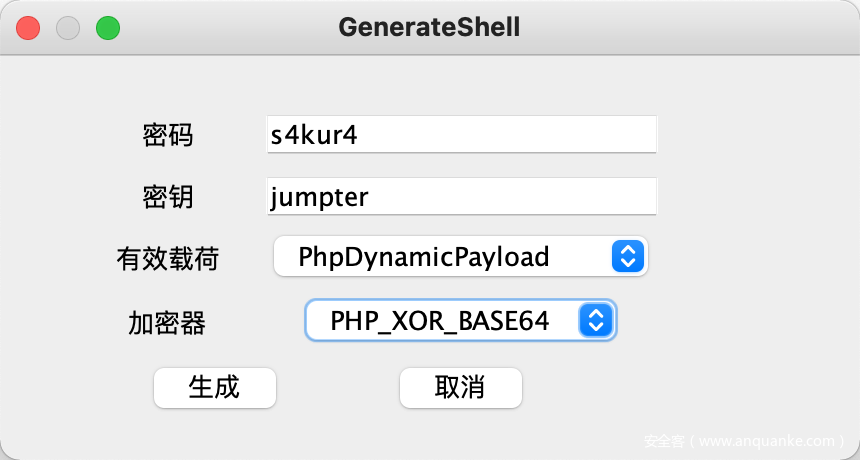 GenerateShell
密码 s4kur4
密钥 jumpter
有效载荷 PhpDynamicPayload
加密器 PHP_XOR_BASE64
生成 取消
安全客（www.anquanke.com）